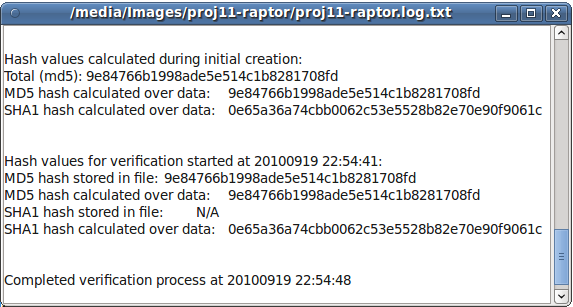 /media/Images/proj11-raptor/proj11-raptor.log.txt
Hash values calculated during initial creation:
Total (md5): 9e84766b1998ade5e514c1b8281708fd
MD5 hash calculated over data: 9e84766b1998ade5e514c1b8281708fd
SHA1 hash calculated over data: 0e65a36a74cbb0062c53e5528b82e70e90f9061c
Hash values for verification started at 20100919 22:54:41:
MD5 hash stored in file: 9e84766b1998ade5e514c1b8281708fd
MD5 hash calculated over data: 9e84766b1998ade5e514c1b8281708fd
SHA1 hash stored in file: N/A
SHA1 hash calculated over data: 0e65a36a74cbb0062c53e5528b82e70e90f9061c
Completed verification process at 20100919 22:54:48